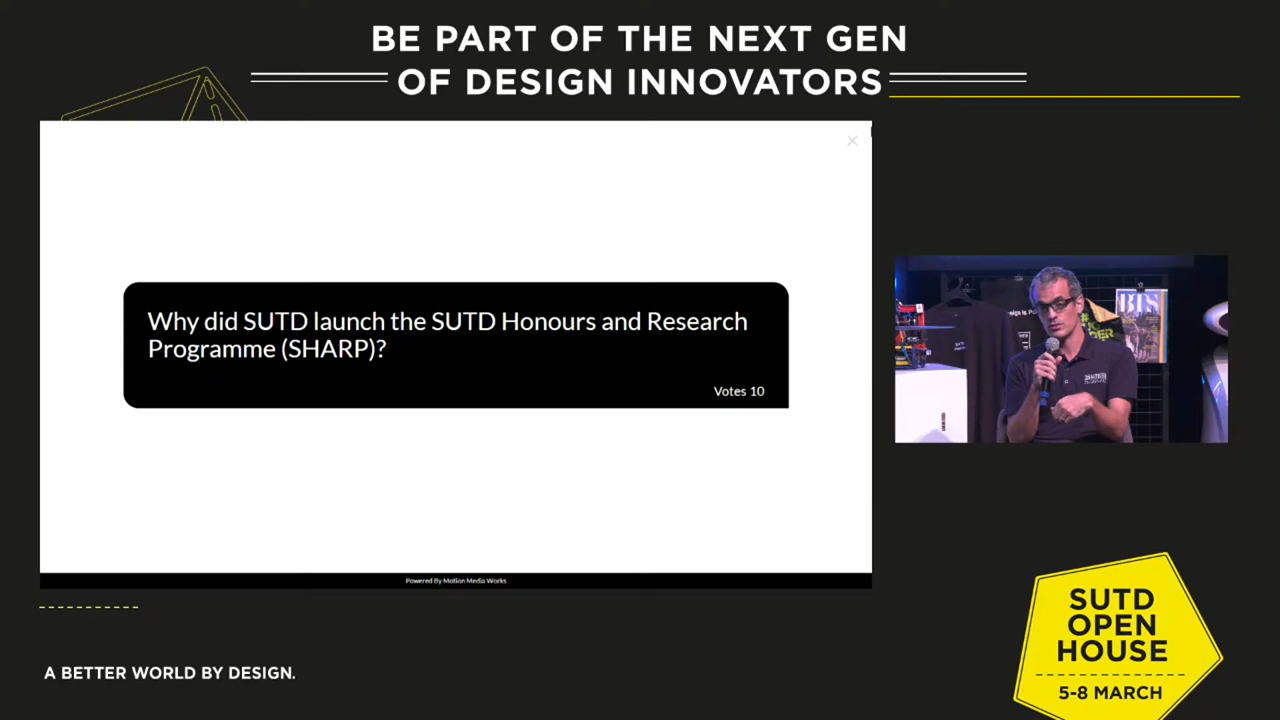 BE PART OF THE NEXT GEN
OF DESIGN INNOVATORS
Why did SUTD launch the SUTD Honours and Research
Programme (SHARP)?
Votes 10
BTS
Powered By Motion Media Works
SUTD
OPEN
HOUSE
5-8 MARCH
A BETTER WORLD BY DESIGN.